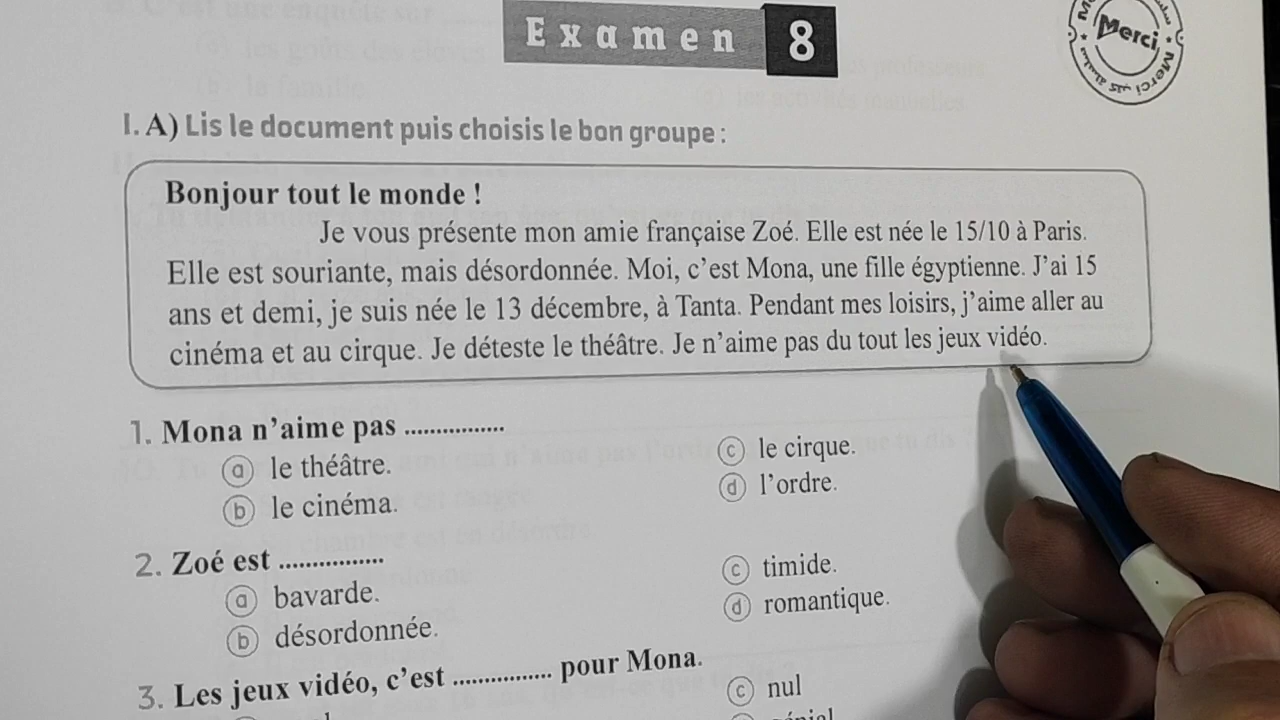 Examen 8
Merci
I. A) Lis le document puis choisis le bon groupe :
Bonjour tout le monde !
Je vous présente mon amie française Zoé. Elle est née le 15/10 à Paris.
Elle est souriante, mais désordonnée. Moi, c'est Mona, une fille égyptienne. J'ai 15
ans et demi, je suis née le 13 décembre, à Tanta. Pendant mes loisirs, j'aime aller au
cinéma et au cirque. Je déteste le théâtre. Je n'aime pas du tout les jeux vidéo.
1. Mona n'aime pas ................
a le théâtre.
c le cirque.
b le cinéma.
d l'ordre.
2. Zoé est .................
a bavarde.
c timide.
b désordonnée.
d romantique.
3. Les jeux vidéo, c'est ................ pour Mona.
c nul